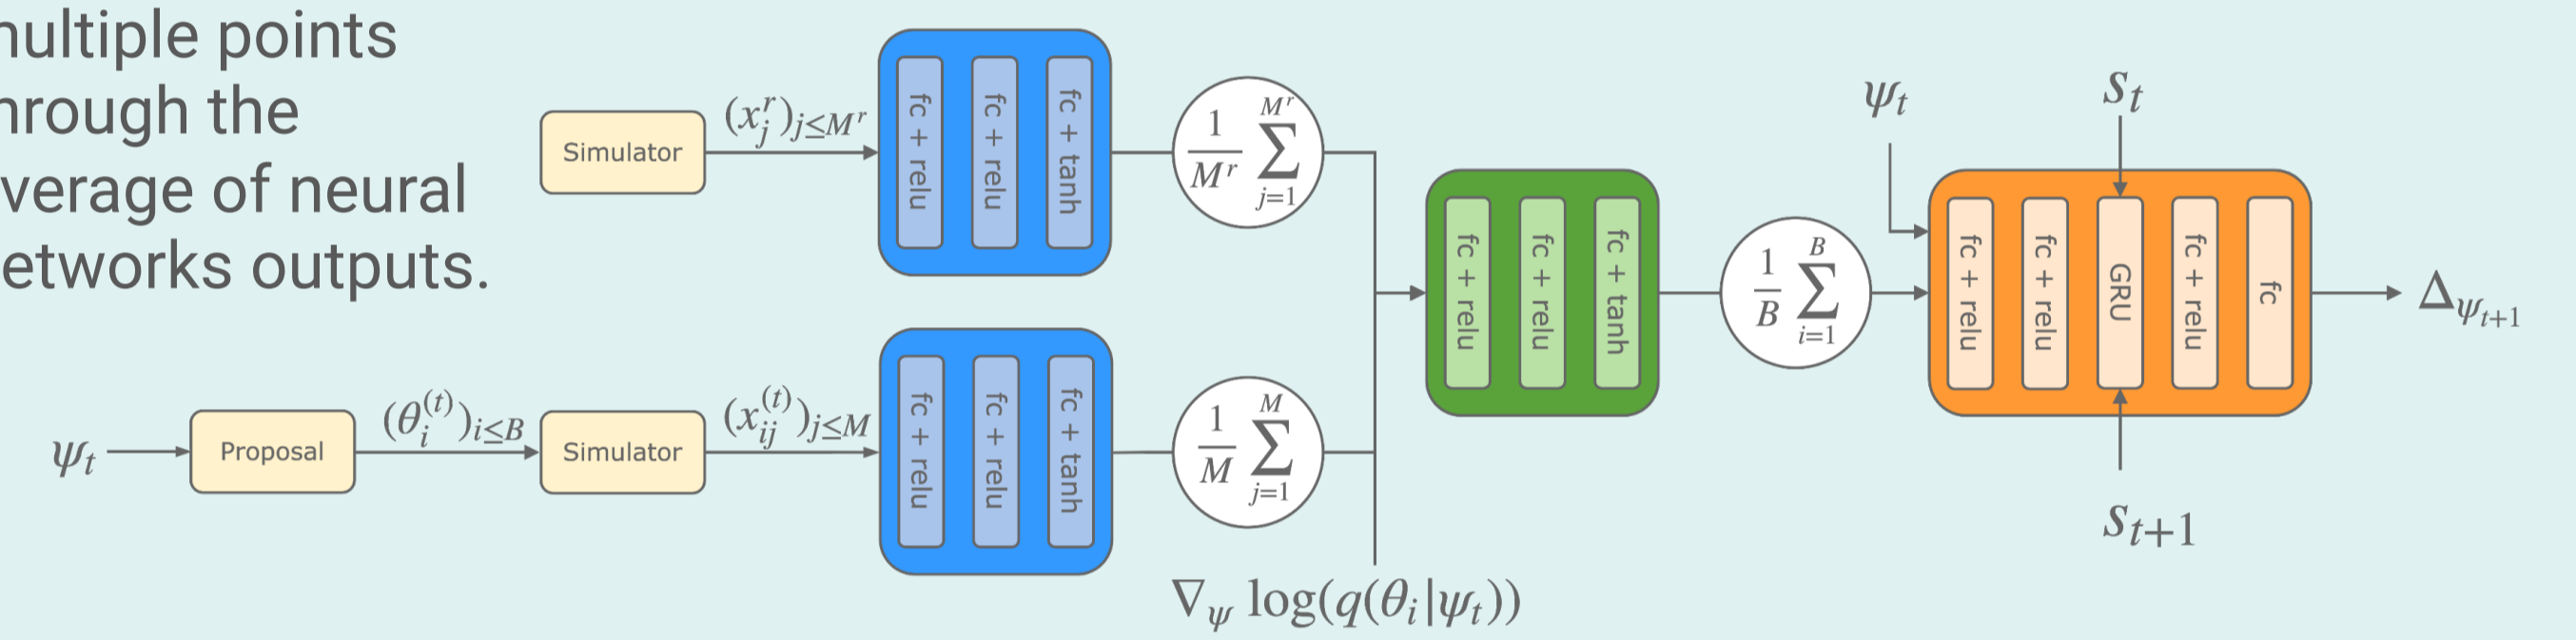 nultiple points
hrough the
verage of neural
etworks outputs.
Simulator
(x_j^r)_{j≤M^r}
fc + relu
fc + relu
fc + tanh
1/M^r ∑_{j=1}^{M^r}
ψ_t
Proposal
(θ_i^{(t)})_{i≤B}
Simulator
(x_{ij}^{(t)})_{j≤M}
fc + relu
fc + relu
fc + tanh
1/M ∑_{j=1}^{M}
∇_ψ log(q(θ_i|ψ_t))
fc + relu
fc + relu
fc + tanh
1/B ∑_{i=1}^{B}
ψ_t
s_t
fc + relu
fc + relu
GRU
fc + relu
fc
s_{t+1}
Δ_{ψ_{t+1}}